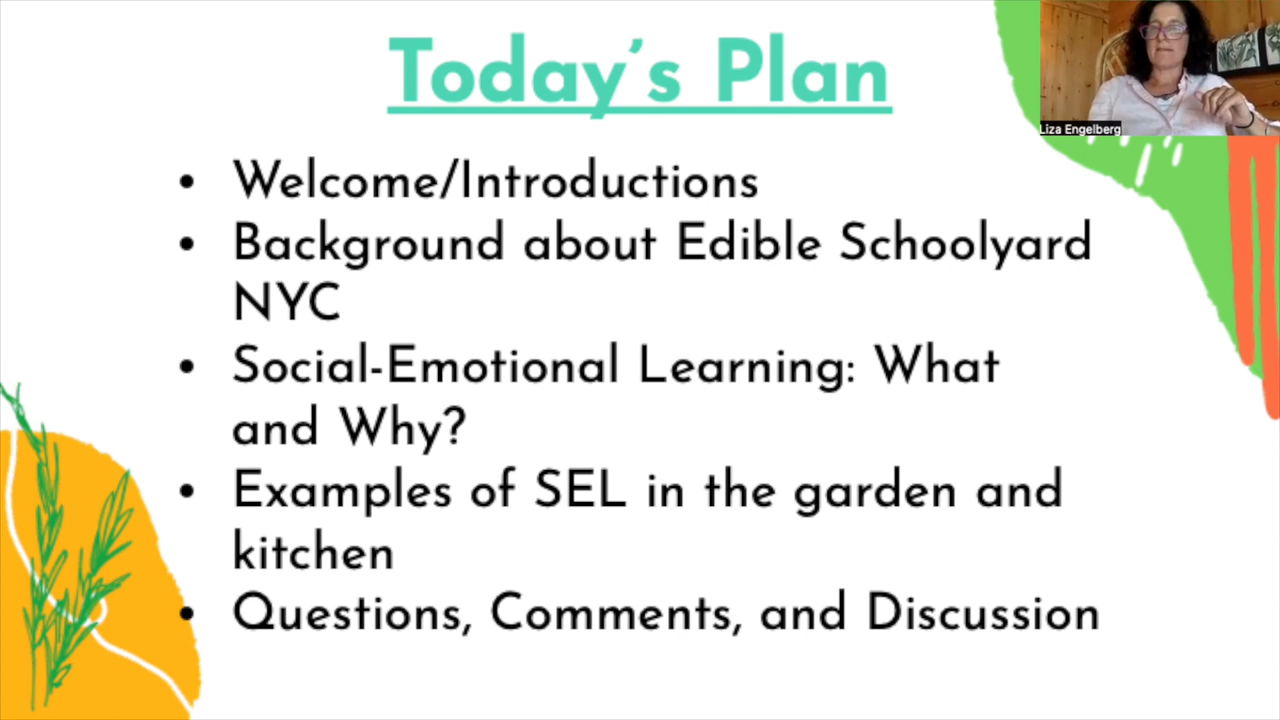 Today's Plan
Liza Engelberg
• Welcome/Introductions
• Background about Edible Schoolyard
NYC
• Social-Emotional Learning: What
and Why?
• Examples of SEL in the garden and
kitchen
• Questions, Comments, and Discussion